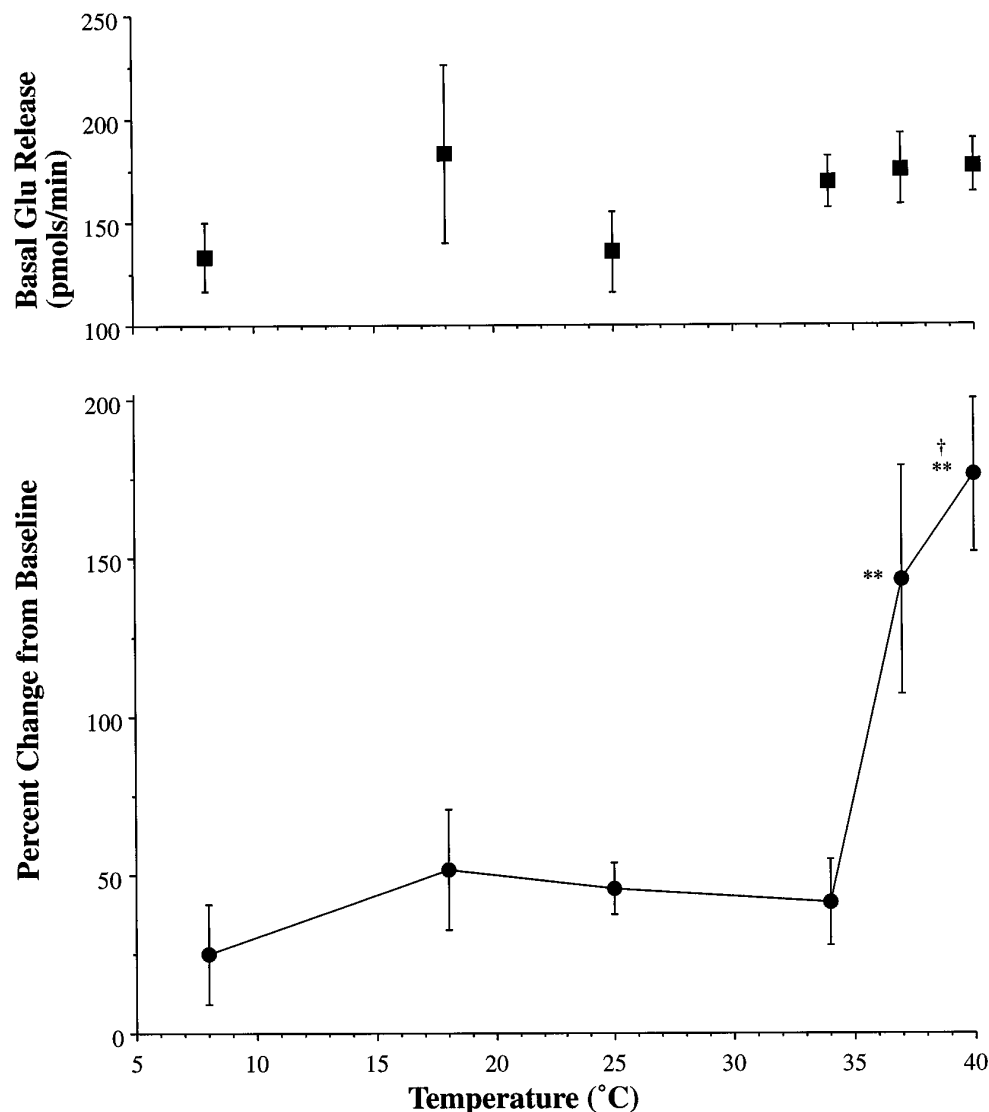 250
200
150
100
Basal Glu Release
(pmols/min)
200
150
100
50
0
Percent Change from Baseline
†
**
**
5 10 15 20 25 30 35 40
Temperature (˚C)